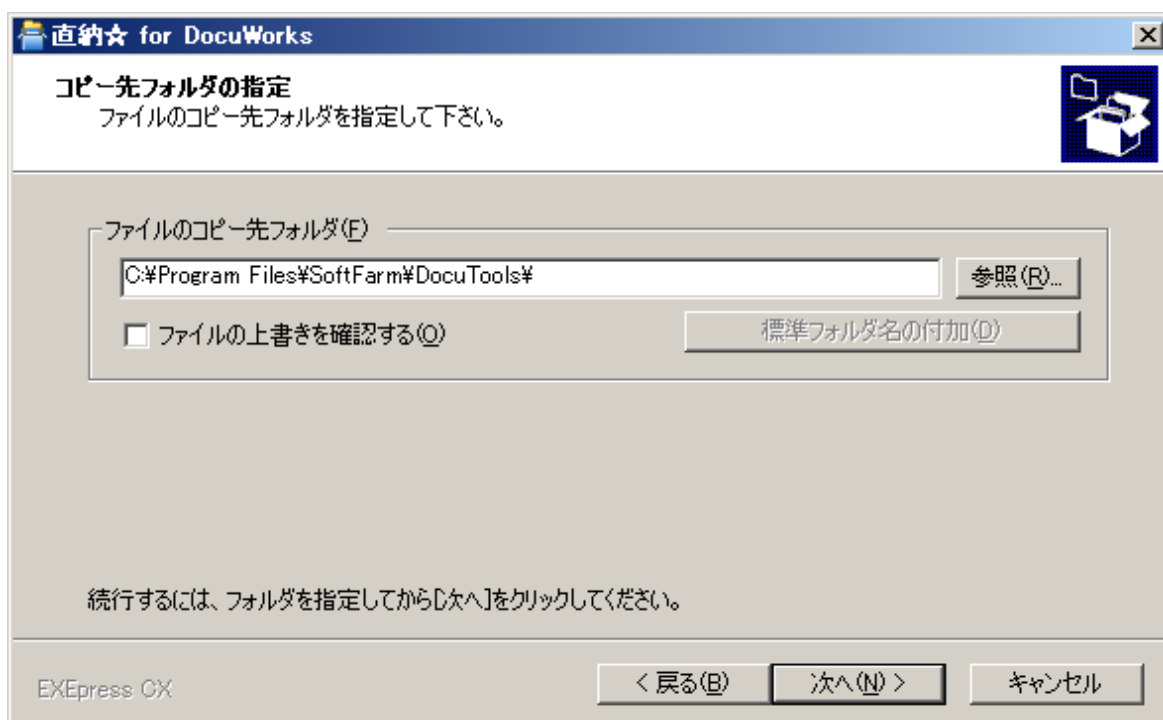 直納☆ for DocuWorks
コピー先フォルダの指定
ファイルのコピー先フォルダを指定して下さい。
ファイルのコピー先フォルダ(F)
C:¥Program Files¥SoftFarm¥DocuTools¥
参照(R)...
ファイルの上書きを確認する(O)
標準フォルダ名の付加(D)
続行するには、フォルダを指定してから[次へ]をクリックしてください。
EXEpress CX
< 戻る(B)
次へ(N) >
キャンセル